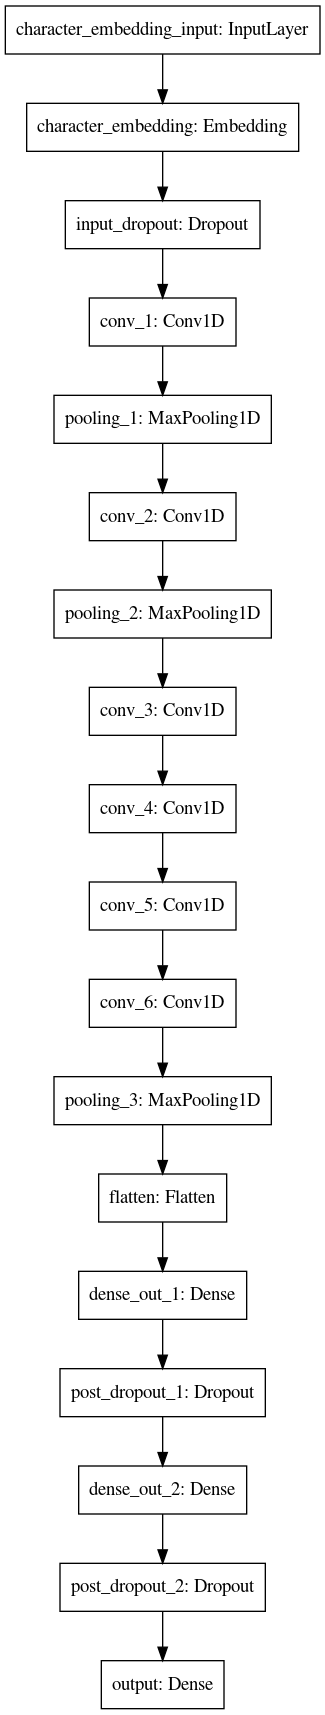 character_embedding_input: InputLayer
character_embedding: Embedding
input_dropout: Dropout
conv_1: Conv1D
pooling_1: MaxPooling1D
conv_2: Conv1D
pooling_2: MaxPooling1D
conv_3: Conv1D
conv_4: Conv1D
conv_5: Conv1D
conv_6: Conv1D
pooling_3: MaxPooling1D
flatten: Flatten
dense_out_1: Dense
post_dropout_1: Dropout
dense_out_2: Dense
post_dropout_2: Dropout
output: Dense